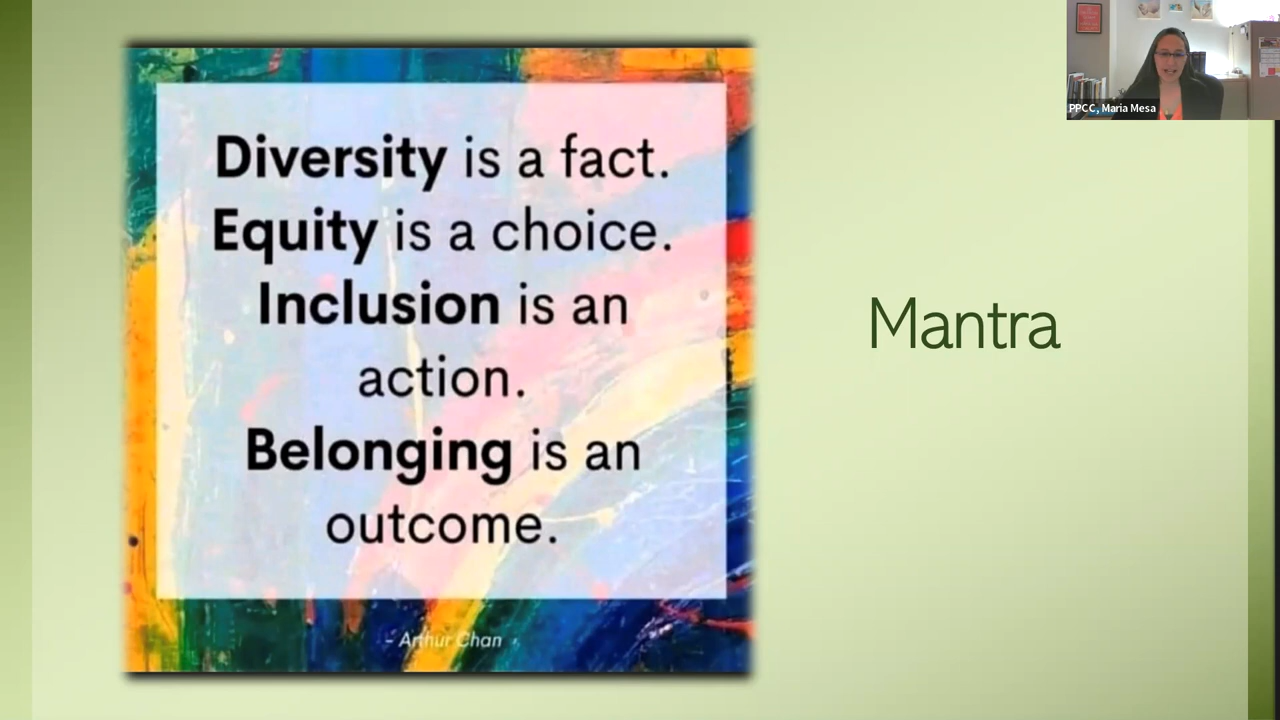 Diversity is a fact.
Equity is a choice.
Inclusion is an
action.
Belonging is an
outcome.
- Arthur Chan
Mantra
PPCC, Maria Mesa